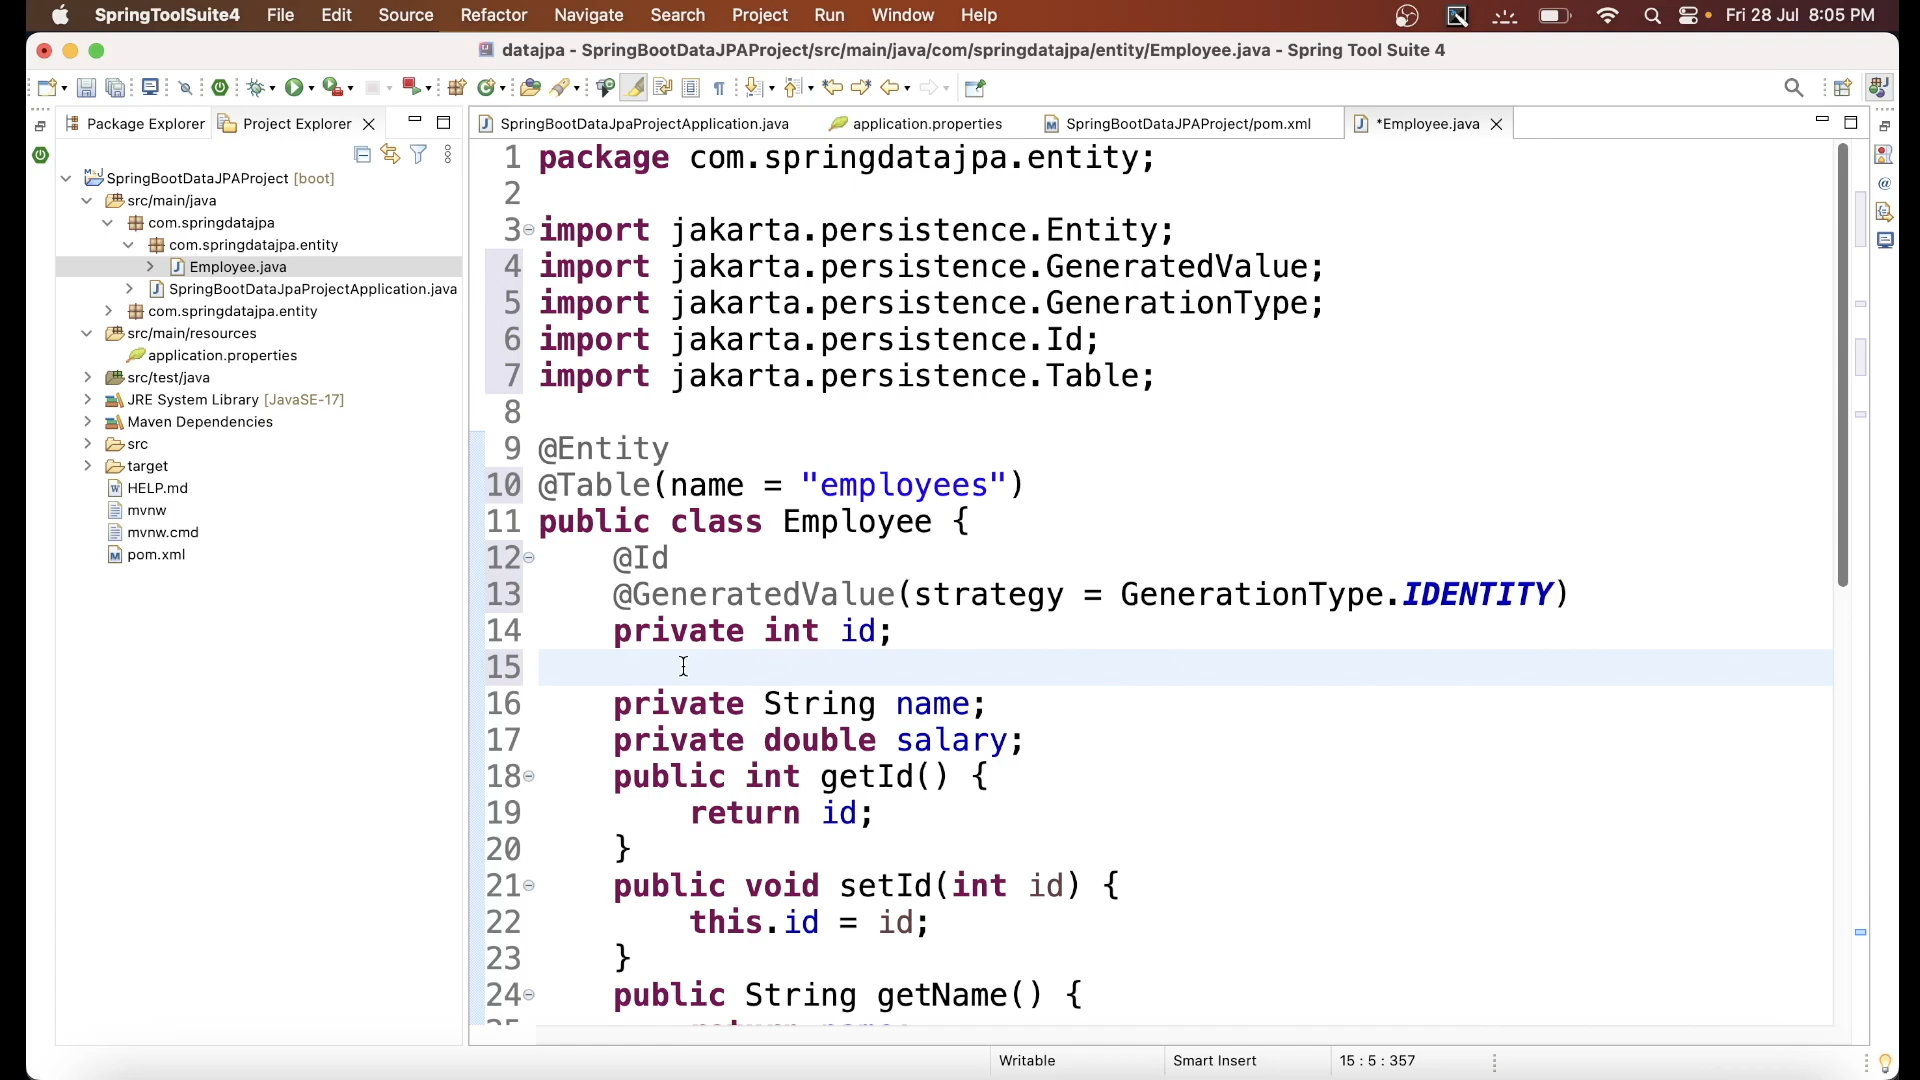 SpringToolSuite4 File Edit Source Refactor Navigate Search Project Run Window Help Fri 28 Jul 8:05 PM
datajpa - SpringBootDataJPAProject/src/main/java/com/springdatajpa/entity/Employee.java - Spring Tool Suite 4
Package Explorer Project Explorer
SpringBootDataJpaProjectApplication.java application.properties SpringBootDataJPAProject/pom.xml *Employee.java
SpringBootDataJPAProject [boot]
src/main/java
com.springdatajpa
com.springdatajpa.entity
Employee.java
SpringBootDataJpaProjectApplication.java
com.springdatajpa.entity
src/main/resources
application.properties
src/test/java
JRE System Library [JavaSE-17]
Maven Dependencies
src
target
HELP.md
mvnw
mvnw.cmd
pom.xml
1 package com.springdatajpa.entity;
2
3 import jakarta.persistence.Entity;
4 import jakarta.persistence.GeneratedValue;
5 import jakarta.persistence.GenerationType;
6 import jakarta.persistence.Id;
7 import jakarta.persistence.Table;
8
9 @Entity
10 @Table(name = "employees")
11 public class Employee {
12 @Id
13 @GeneratedValue(strategy = GenerationType.IDENTITY)
14 private int id;
15
16 private String name;
17 private double salary;
18 public int getId() {
19 return id;
20 }
21 public void setId(int id) {
22 this.id = id;
23 }
24 public String getName() {
Writable Smart Insert 15 : 5 : 357